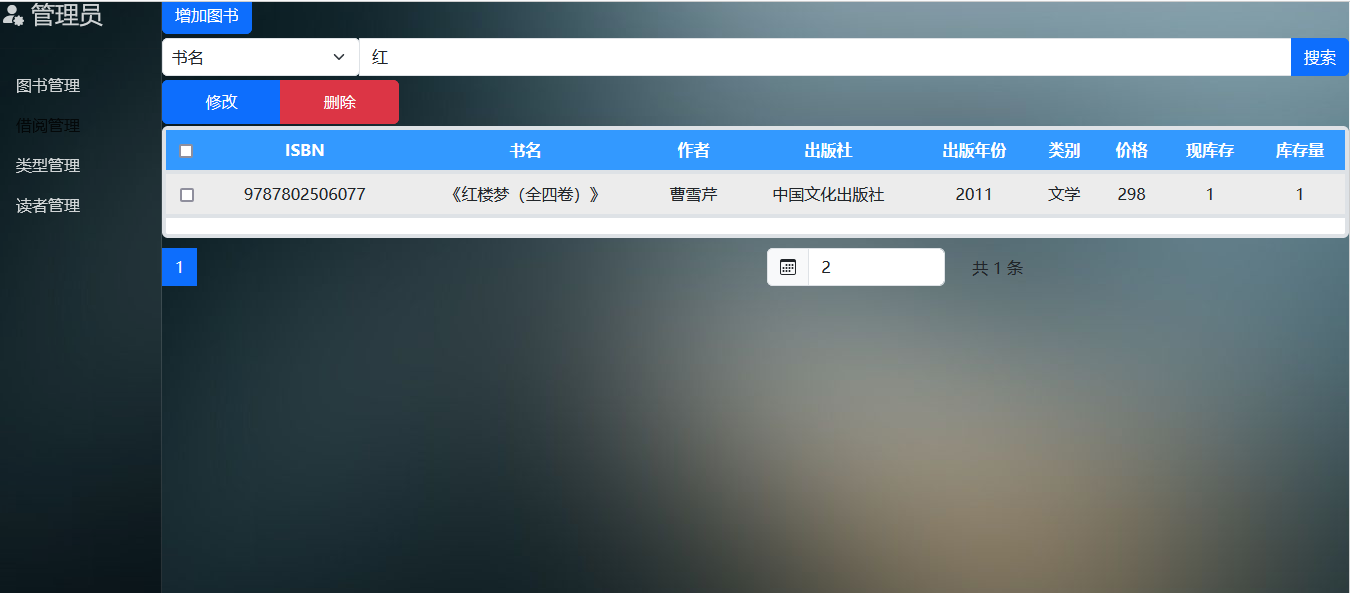 管理员
图书管理
借阅管理
类型管理
读者管理
增加图书
书名 红 搜索
修改 删除
ISBN 书名 作者 出版社 出版年份 类别 价格 现库存 库存量
9787802506077 《红楼梦（全四卷）》 曹雪芹 中国文化出版社 2011 文学 298 1 1
1 2 共 1 条